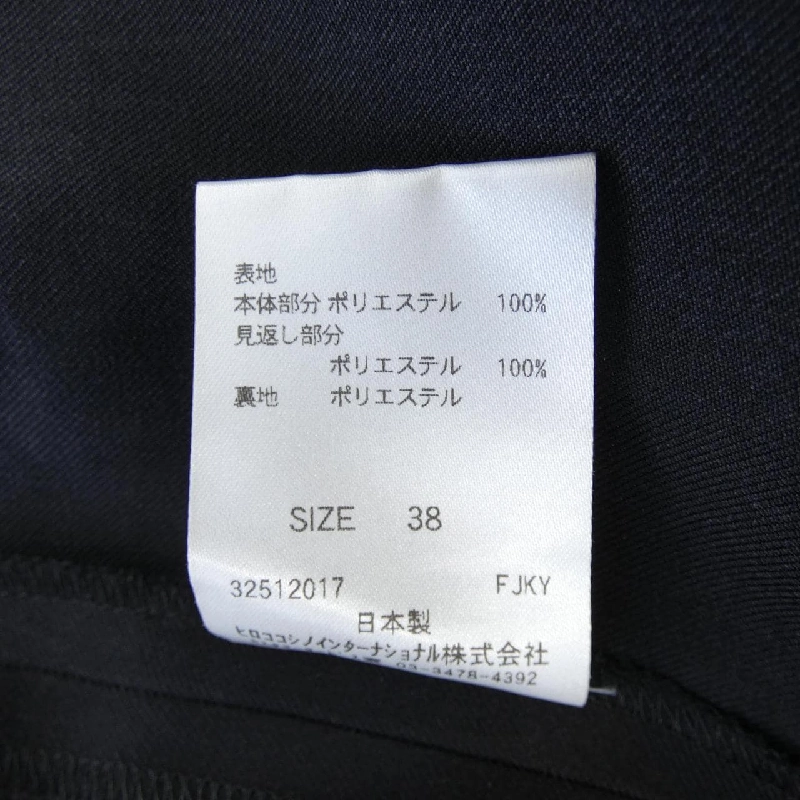 表地
本体部分 ポリエステル 100%
見返し部分
ポリエステル 100%
裏地 ポリエステル
SIZE 38
32512017 FJKY
日本製
ヒロココシノインターナショナル株式会社
03-3478-4392